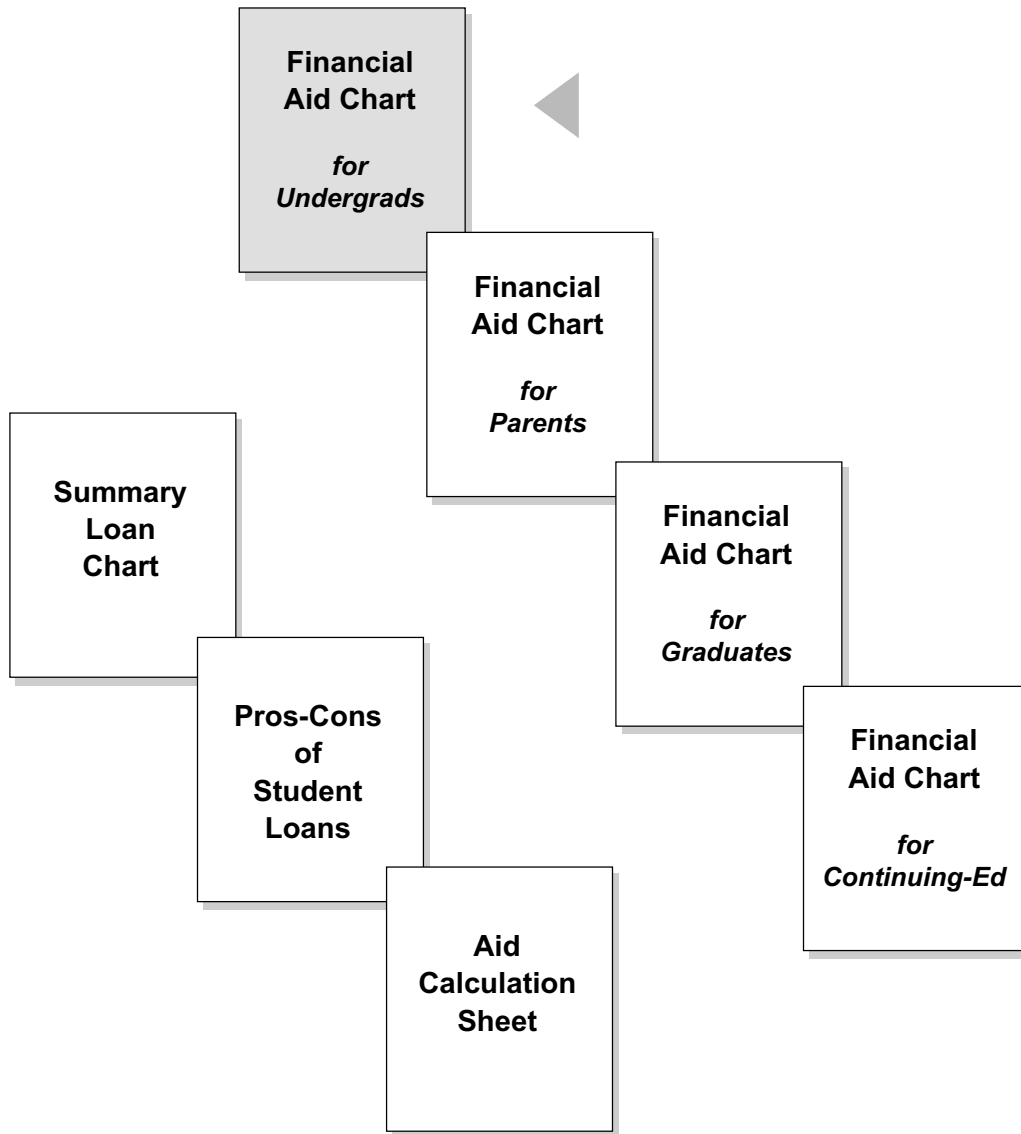 Financial
Aid Chart
for
Undergrads
Financial
Aid Chart
for
Parents
Financial
Aid Chart
for
Graduates
Financial
Aid Chart
for
Continuing-Ed
Summary
Loan
Chart
Pros-Cons
of
Student
Loans
Aid
Calculation
Sheet